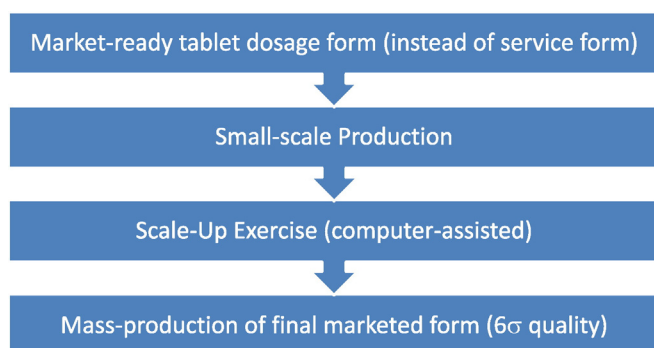 Market-ready tablet dosage form (instead of service form)
Small-scale Production
Scale-Up Exercise (computer-assisted)
Mass-production of final marketed form (6σ quality)